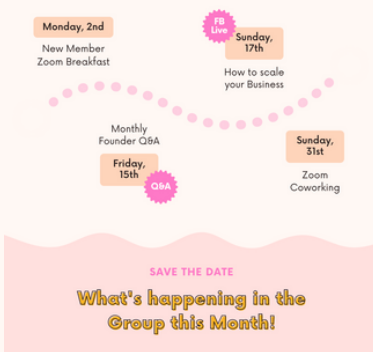 Monday, 2nd
New Member
Zoom Breakfast
FB
Live
Sunday,
17th
How to scale
your Business
Monthly
Founder Q&A
Friday,
15th
Q&A
Sunday,
31st
Zoom
Coworking
SAVE THE DATE
What's happening in the
Group this Month!